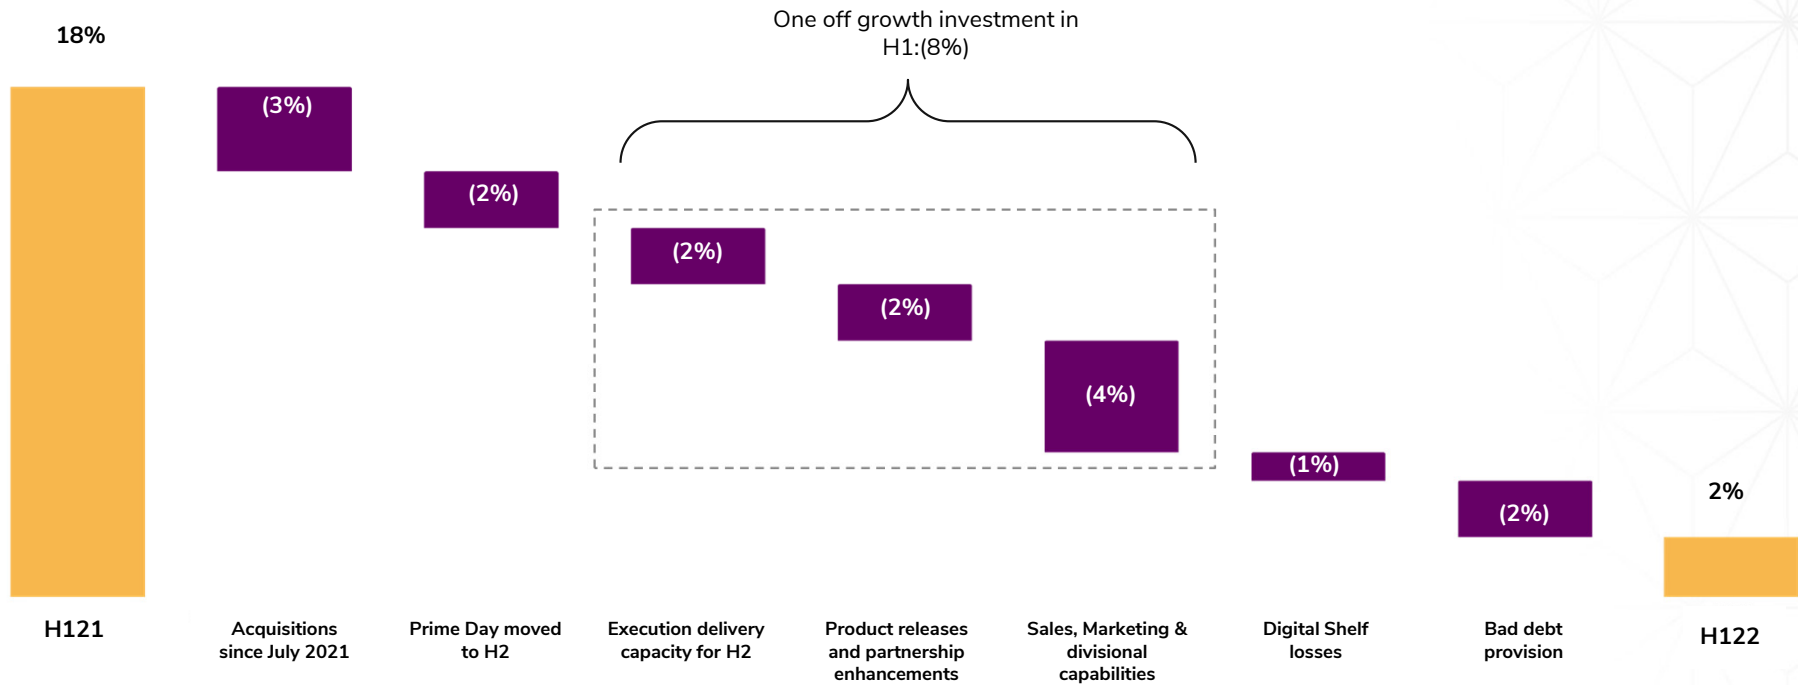 One off growth investment in
H1:(8%)
18%
(3%)
(2%)
(2%)
(2%)
(4%)
(1%)
(2%)
2%
H121
Acquisitions
since July 2021
Prime Day moved
to H2
Execution delivery
capacity for H2
Product releases
and partnership
enhancements
Sales, Marketing &
divisional
capabilities
Digital Shelf
losses
Bad debt
provision
H122